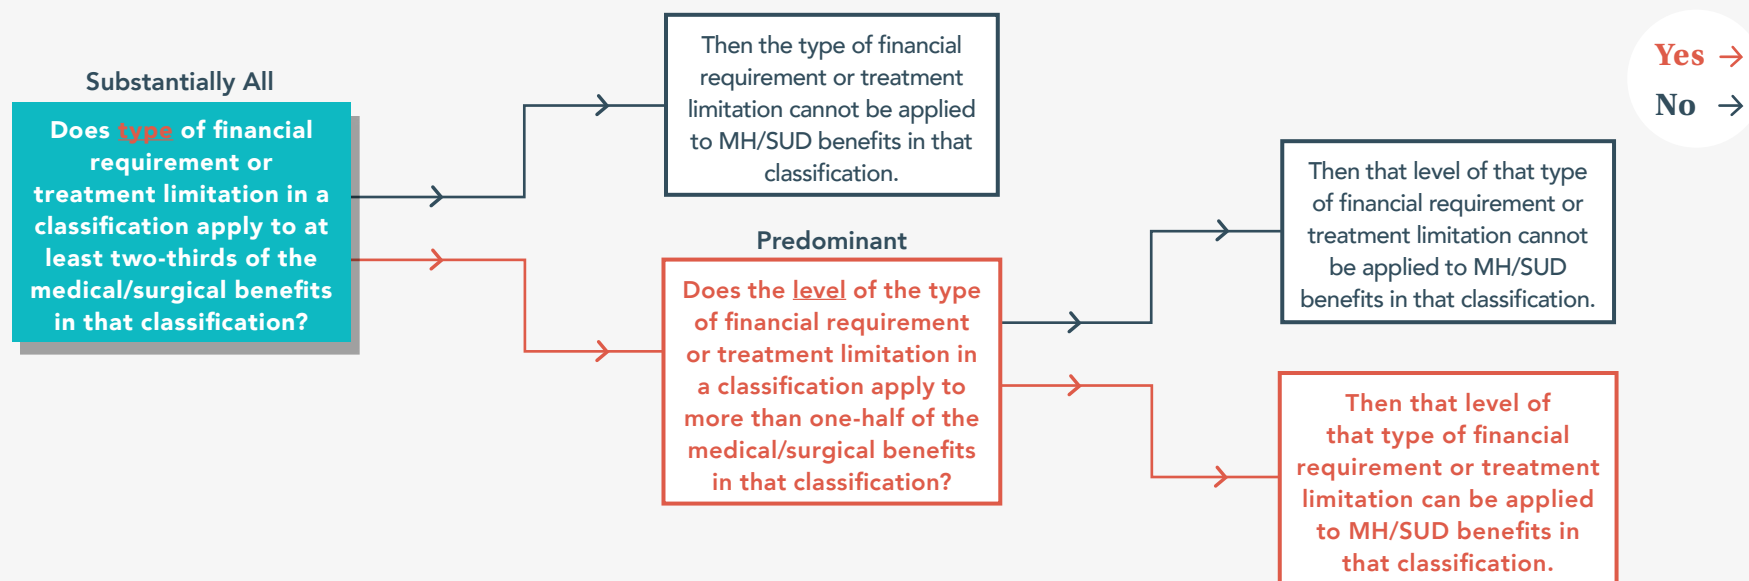 Substantially All
Does type of financial
requirement or
treatment limitation in a
classification apply to at
least two-thirds of the
medical/surgical benefits
in that classification?
Then the type of financial
requirement or treatment
limitation cannot be applied
to MH/SUD benefits in that
classification.
Predominant
Does the level of the type
of financial requirement
or treatment limitation in
a classification apply to
more than one-half of the
medical/surgical benefits
in that classification?
Then that level of that type
of financial requirement or
treatment limitation cannot
be applied to MH/SUD
benefits in that classification.
Then that level of
that type of financial
requirement or treatment
limitation can be applied
to MH/SUD benefits in
that classification.
Yes →
No →